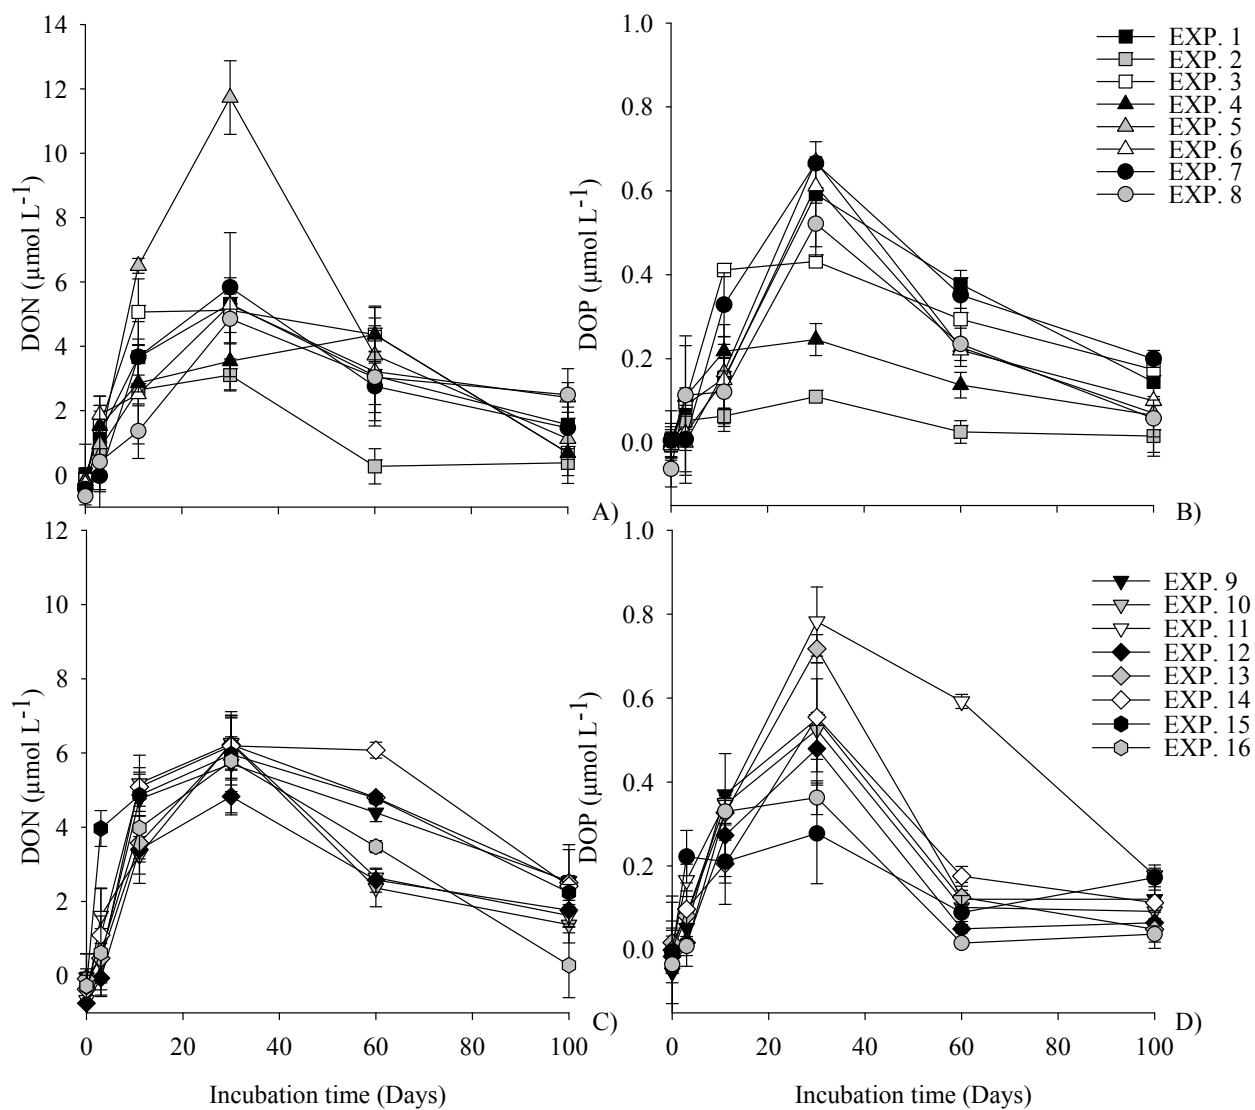 14
12
10
8
6
4
2
0
DON (µmol L-1)
A)
1.0
0.8
0.6
0.4
0.2
0.0
DOP (µmol L-1)
B)
EXP. 1
EXP. 2
EXP. 3
EXP. 4
EXP. 5
EXP. 6
EXP. 7
EXP. 8
12
10
8
6
4
2
0
DON (µmol L-1)
C)
0 20 40 60 80 100
Incubation time (Days)
1.0
0.8
0.6
0.4
0.2
0.0
DOP (µmol L-1)
D)
0 20 40 60 80 100
Incubation time (Days)
EXP. 9
EXP. 10
EXP. 11
EXP. 12
EXP. 13
EXP. 14
EXP. 15
EXP. 16